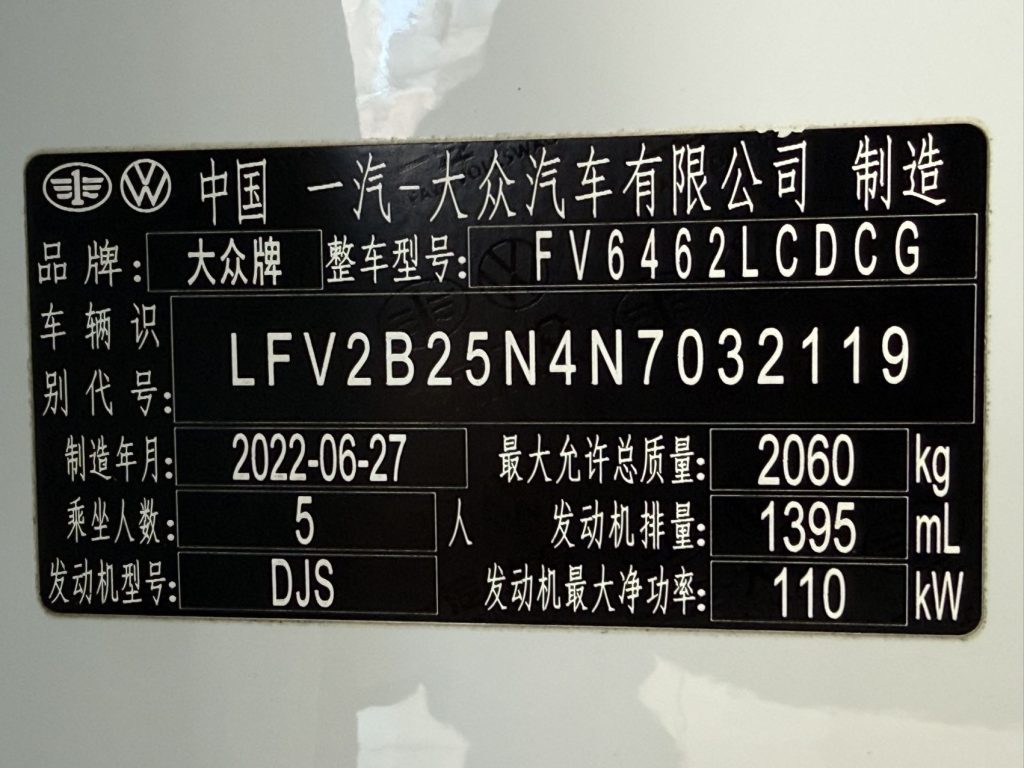 中国 一汽-大众汽车有限公司 制造
品牌: 大众牌 整车型号: FV6462LCDCG
车辆识
别代号: LFV2B25N4N7032119
制造年月: 2022-06-27 最大允许总质量: 2060 kg
乘坐人数: 5 人 发动机排量: 1395 mL
发动机型号: DJS 发动机最大净功率: 110 kW